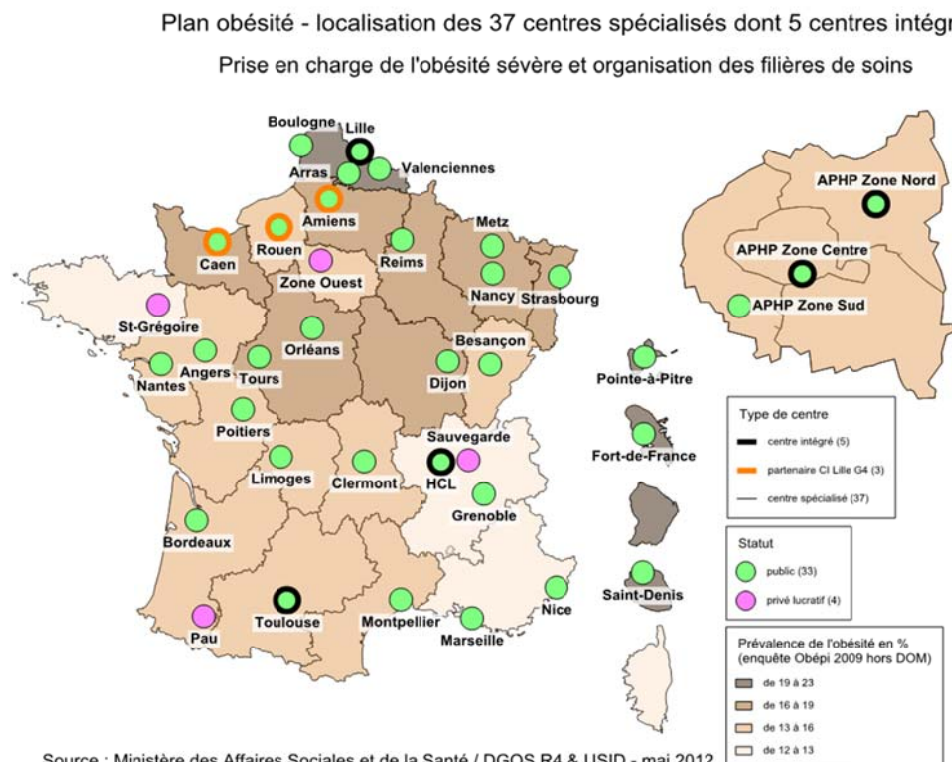 Plan obésité - localisation des 37 centres spécialisés dont 5 centres intégr
Prise en charge de l'obésité sévère et organisation des filières de soins
Boulogne
Lille
Arras
Valenciennes
Amiens
Rouen
Caen
Zone Ouest
Reims
Metz
Nancy
Strasbourg
St-Grégoire
Orléans
Besançon
Nantes
Angers
Tours
Dijon
Poitiers
Sauvegarde
Limoges
Clermont
HCL
Grenoble
Bordeaux
Pau
Toulouse
Montpellier
Marseille
Nice
APHP Zone Nord
APHP Zone Centre
APHP Zone Sud
Pointe-à-Pitre
Fort-de-France
Saint-Denis
Type de centre
centre intégré (5)
partenaire CI Lille G4 (3)
centre spécialisé (37)
Statut
public (33)
privé lucratif (4)
Prévalence de l'obésité en %
(enquête Obépi 2009 hors DOM)
de 19 à 23
de 16 à 19
de 13 à 16
de 12 à 13
Source : Ministère des Affaires Sociales et de la Santé / DGOS R4 & USID - mai 2012